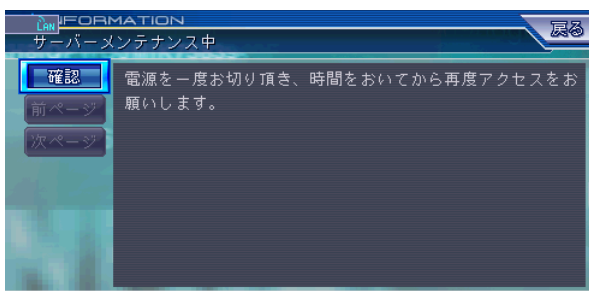 INFORMATION
LAN
戻る
サーバーメンテナンス中
確認
電源を一度お切り頂き、時間をおいてから再度アクセスをお
願いします。
前ページ
次ページ